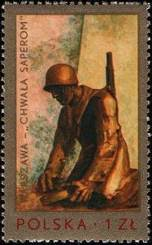 WARSZAWA - „CHWAŁA SAPEROM"
POLSKA · 1 ZŁ